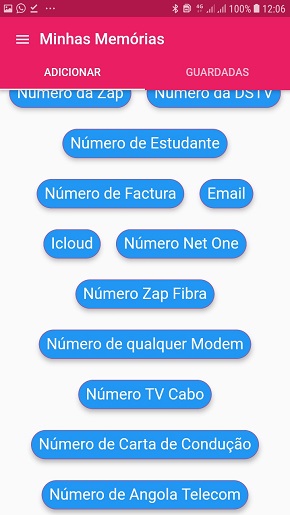 100% 12:06
Minhas Memórias
ADICIONAR GUARDADAS
Número da Zap Número da DSTV
Número de Estudante
Número de Factura Email
Icloud Número Net One
Número Zap Fibra
Número de qualquer Modem
Número TV Cabo
Número de Carta de Condução
Número de Angola Telecom